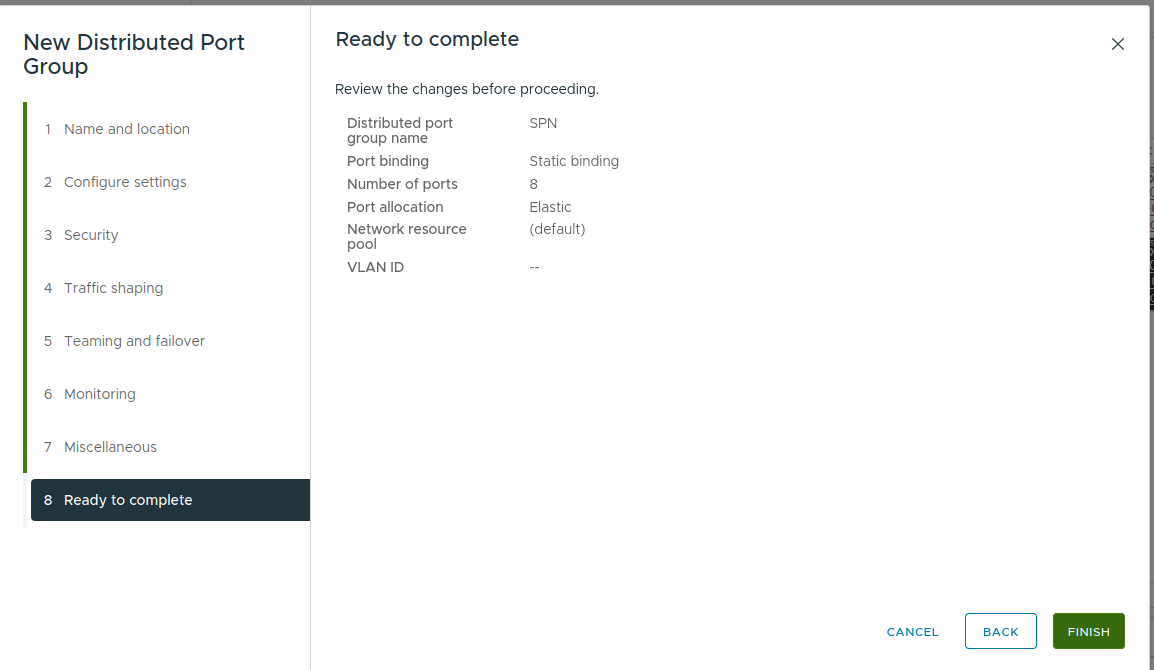 New Distributed Port
Group
1 Name and location
2 Configure settings
3 Security
4 Traffic shaping
5 Teaming and failover
6 Monitoring
7 Miscellaneous
8 Ready to complete
Ready to complete
Review the changes before proceeding.
Distributed port
group name
SPN
Port binding Static binding
Number of ports 8
Port allocation Elastic
Network resource
pool
(default)
VLAN ID --
CANCEL BACK FINISH